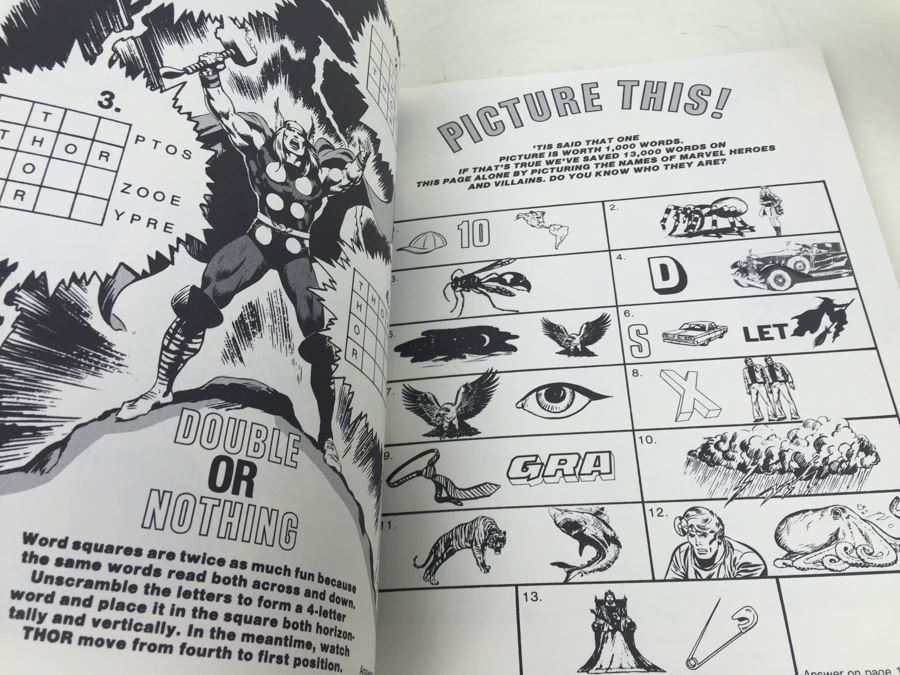 3.
T
T H O R
O
R
PTOS
ZOOE
YPRE
T H
H O
O
R
DOUBLE
OR
NOTHING
Word squares are twice as much fun because
the same words read both across and down.
Unscramble the letters to form a 4-letter
word and place it in the square both horizon-
tally and vertically. In the meantime, watch
THOR move from fourth to first position.
PICTURE THIS!
'TIS SAID THAT ONE
PICTURE IS WORTH 1,000 WORDS.
IF THAT'S TRUE WE'VE SAVED 13,000 WORDS ON
THIS PAGE ALONE BY PICTURING THE NAMES OF MARVEL HEROES
AND VILLAINS. DO YOU KNOW WHO THEY ARE?
10
2.
3
4.
D
5
6.
S
LET
7
8.
X
9.
GRA
10.
11.
12.
13.
Answer on page 1